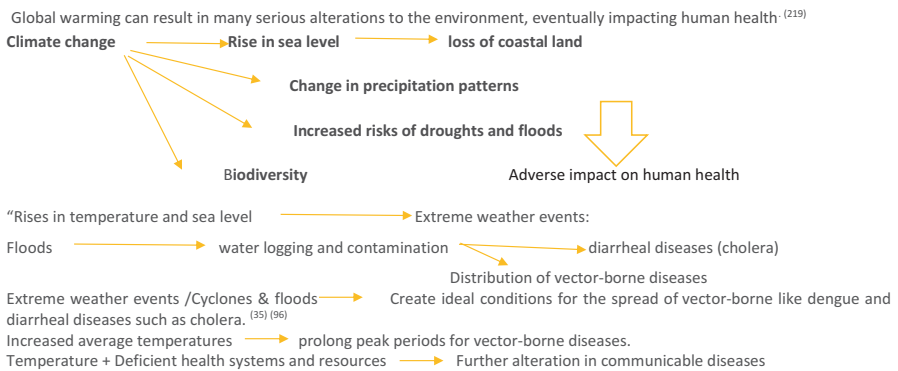 Global warming can result in many serious alterations to the environment, eventually impacting human health. (219)
Climate change Rise in sea level loss of coastal land
Change in precipitation patterns
Increased risks of droughts and floods
Biodiversity Adverse impact on human health
“Rises in temperature and sea level Extreme weather events:
Floods water logging and contamination diarrheal diseases (cholera)
Distribution of vector-borne diseases
Extreme weather events /Cyclones & floods Create ideal conditions for the spread of vector-borne like dengue and
diarrheal diseases such as cholera. (35) (96)
Increased average temperatures prolong peak periods for vector-borne diseases.
Temperature + Deficient health systems and resources Further alteration in communicable diseases